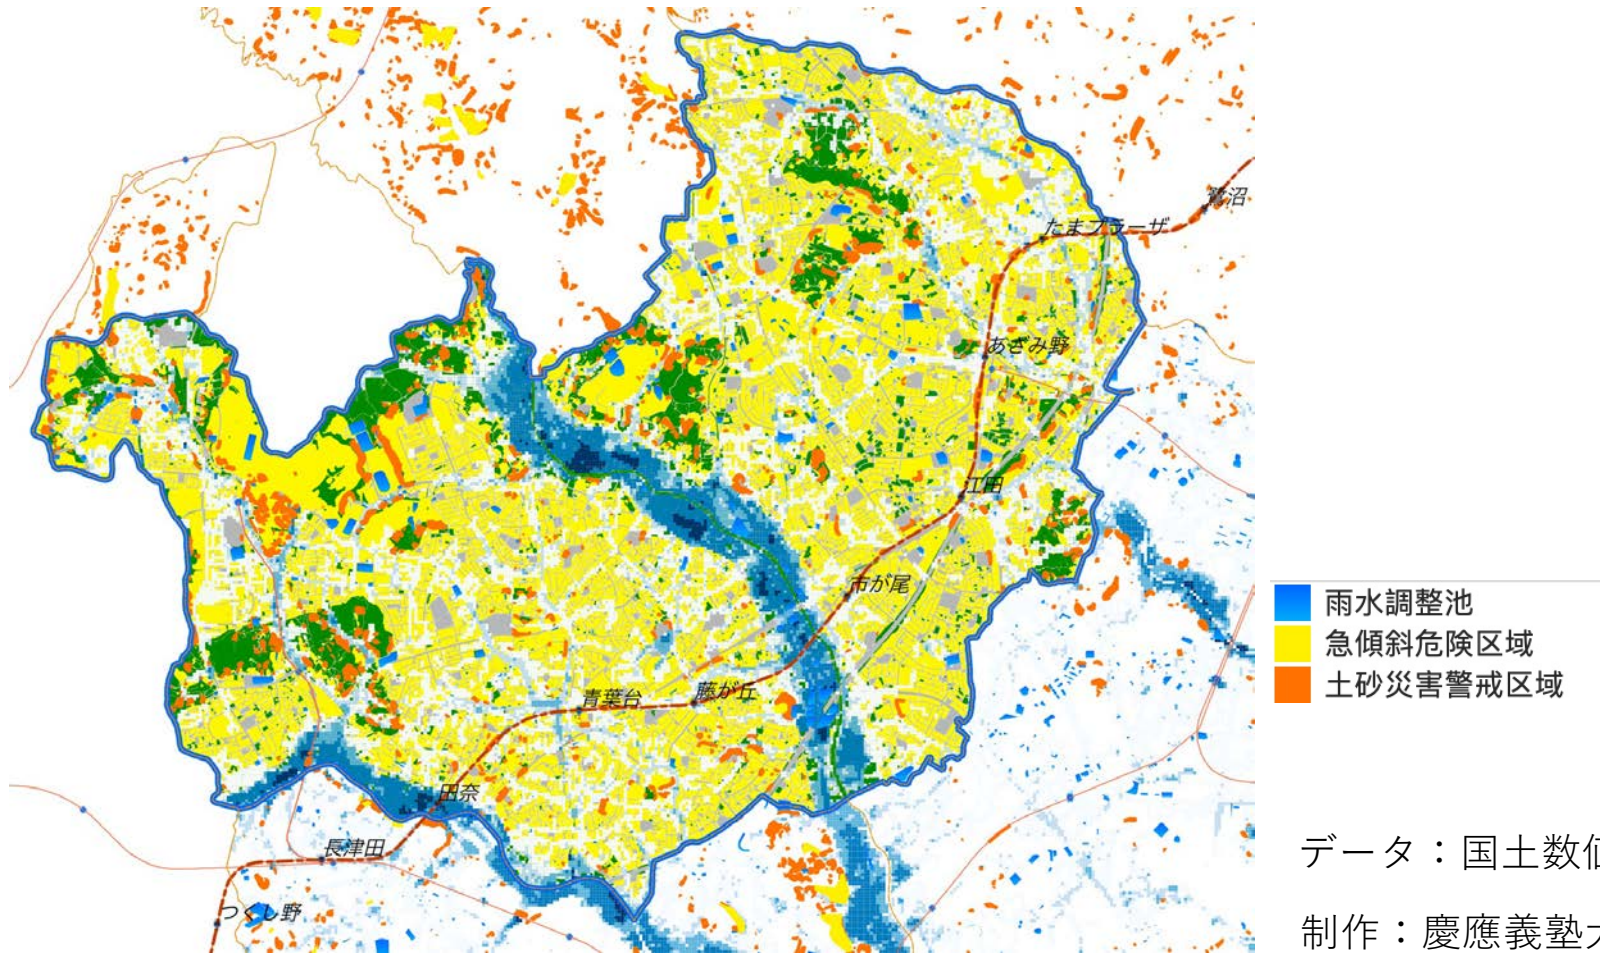 鷺沼
たまプラーザ
あざみ野
江田
市が尾
藤が丘
青葉台
田奈
長津田
つくし野
雨水調整池
急傾斜危険区域
土砂災害警戒区域
データ：国土数値
制作：慶應義塾大